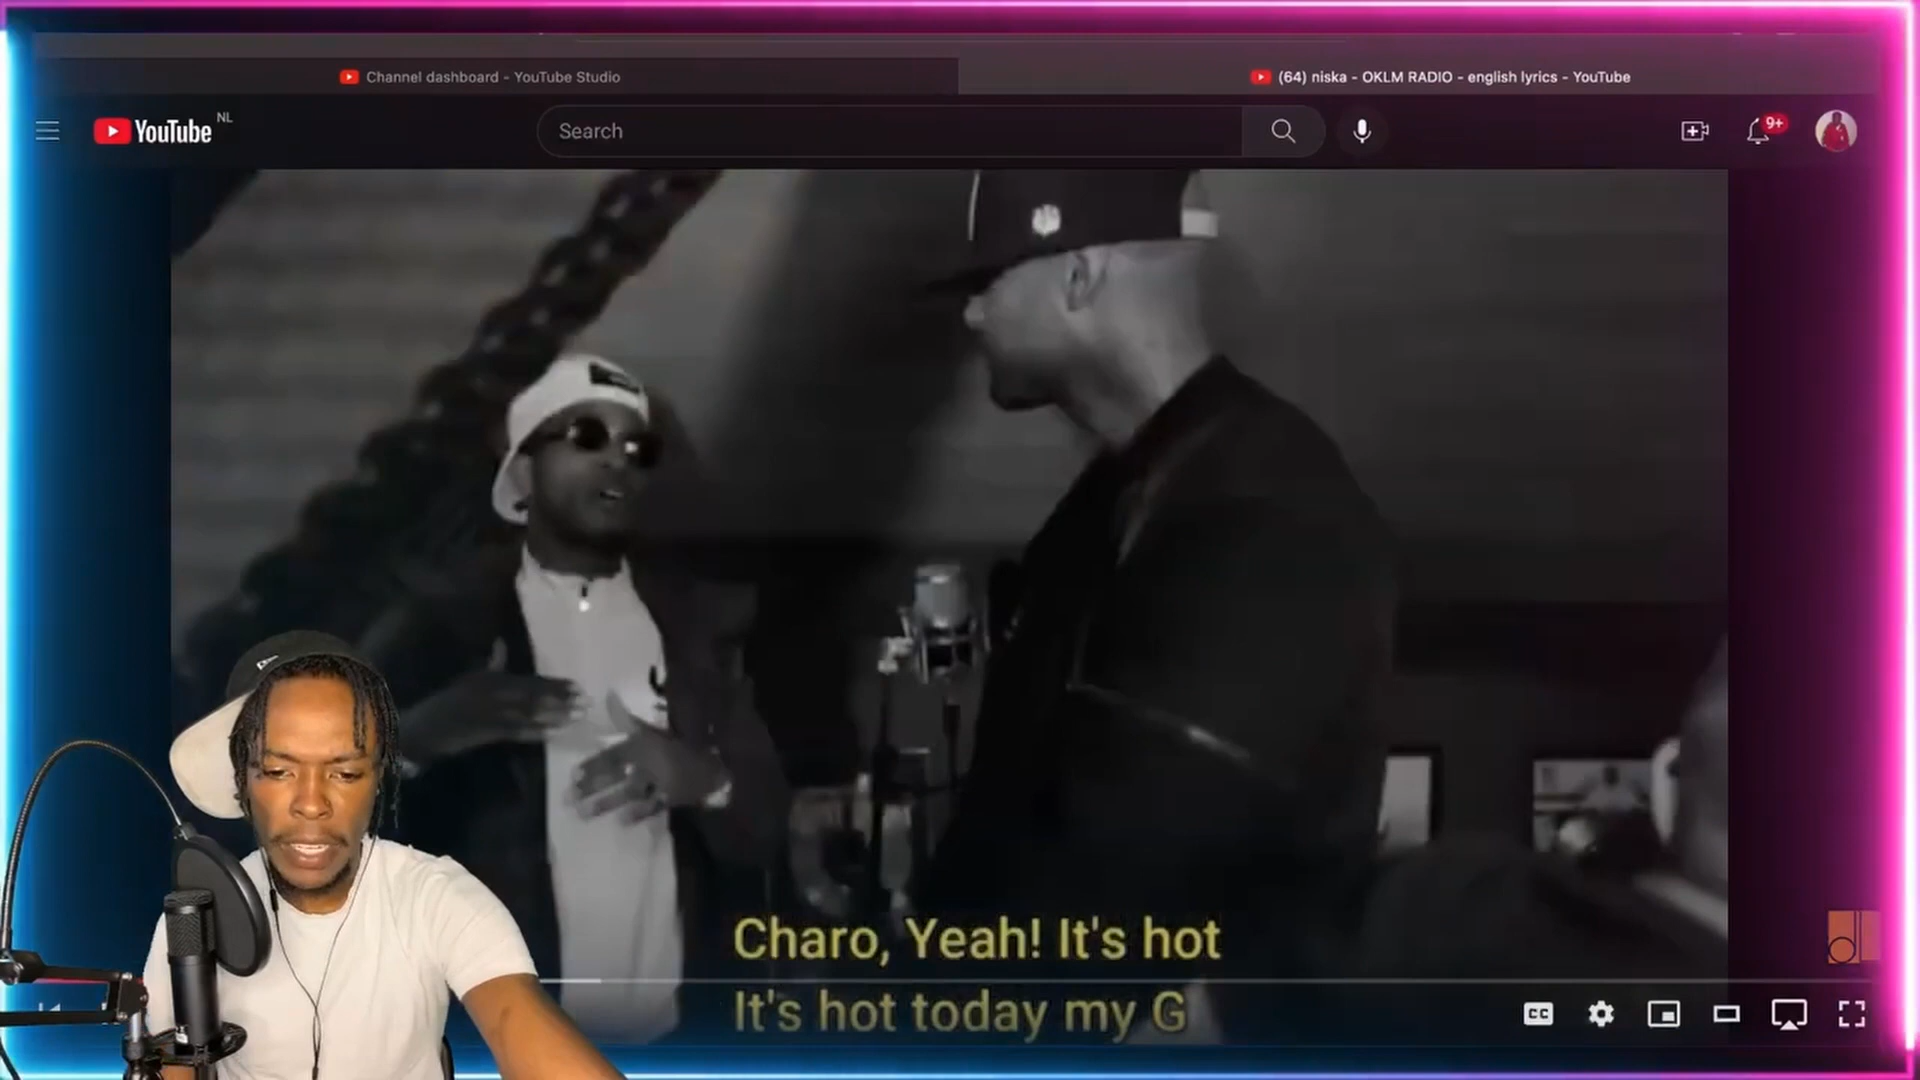 Channel dashboard - YouTube Studio
(64) niska - OKLM RADIO - english lyrics - YouTube
YouTube NL
Search
9+
Charo, Yeah! It's hot
It's hot today my G
CC